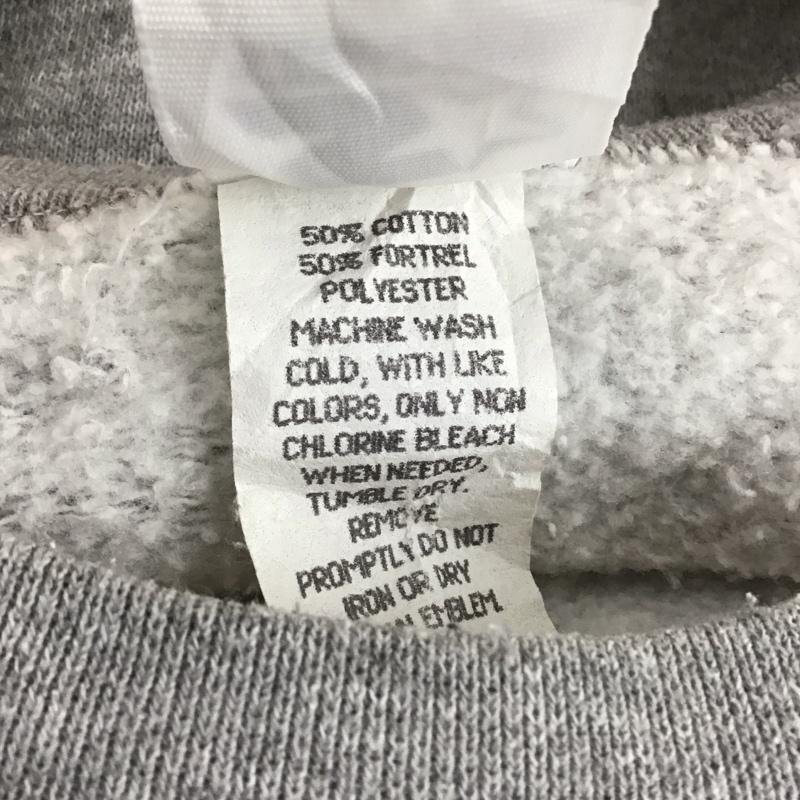 50% COTTON
50% FORTREL
POLYESTER
MACHINE WASH
COLD, WITH LIKE
COLORS, ONLY NON
CHLORINE BLEACH
WHEN NEEDED,
TUMBLE DRY.
REMOVE
PROMPTLY DO NOT
IRON OR DRY
EMBLEM.